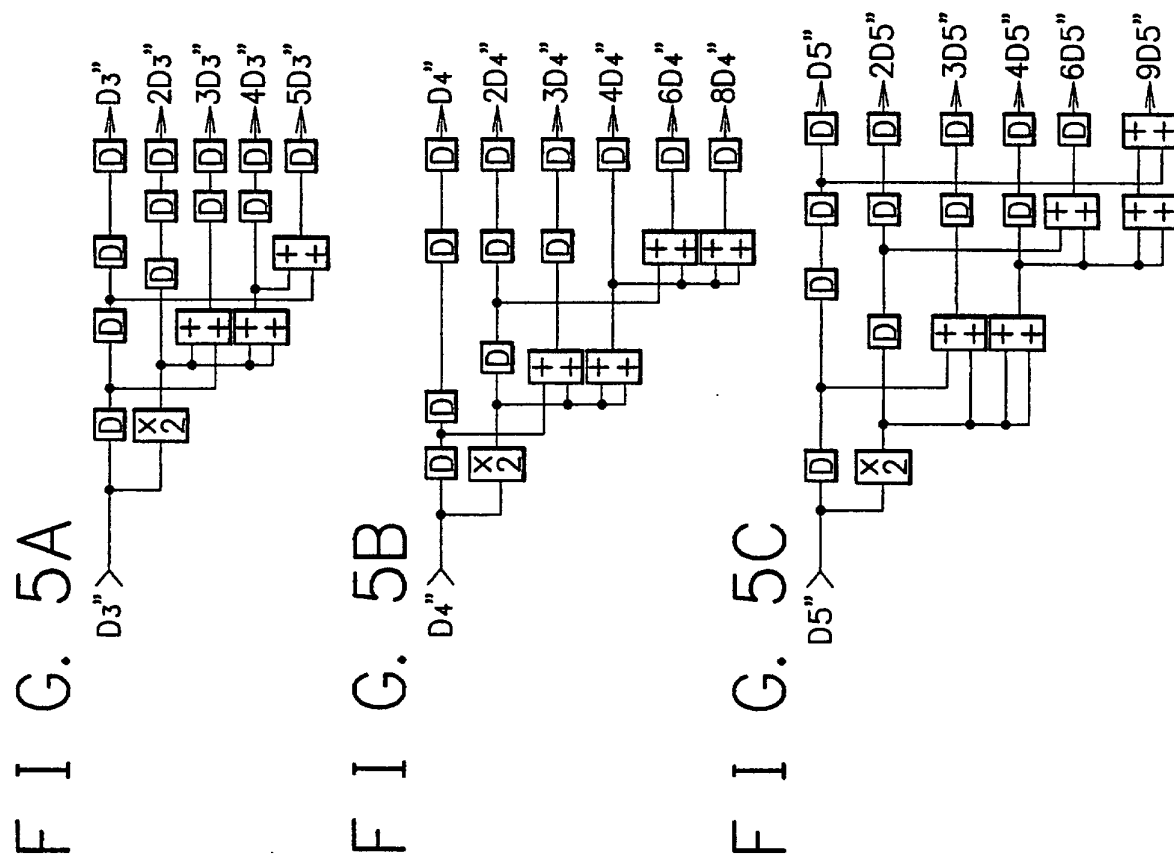 FIG. 5A
D3"
D
D
D
D
D3"
X2
D
D
D
2D3"
++
D
D
3D3"
++
D
D
4D3"
++
D
5D3"
FIG. 5B
D4"
D
D
D
D
D4"
X2
D
D
D
2D4"
++
D
D
3D4"
++
D
4D4"
++
D
6D4"
++
D
8D4"
FIG. 5C
D5"
D
D
D
D
D5"
X2
D
D
D
2D5"
++
D
D
3D5"
++
D
D
4D5"
++
D
6D5"
++
++
9D5"